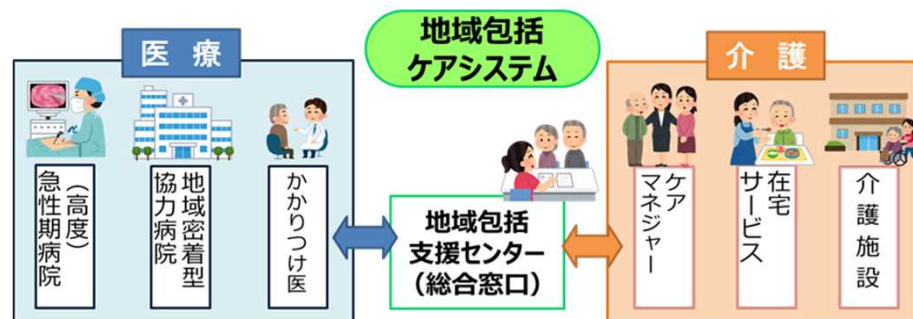 地域包括
ケアシステム
医 療
介 護
(高度)
急性期病院
地域密着型
協力病院
かかりつけ医
地域包括
支援センター
(総合窓口)
ケア
マネジャー
在宅
サービス
介護施設